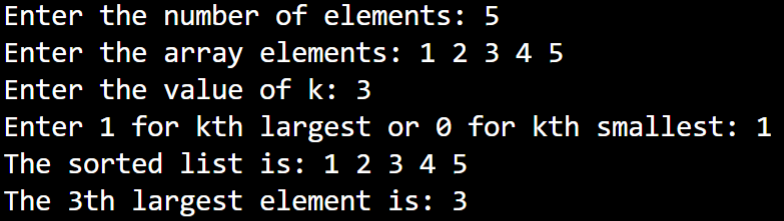 Enter the number of elements: 5
Enter the array elements: 1 2 3 4 5
Enter the value of k: 3
Enter 1 for kth largest or 0 for kth smallest: 1
The sorted list is: 1 2 3 4 5
The 3th largest element is: 3